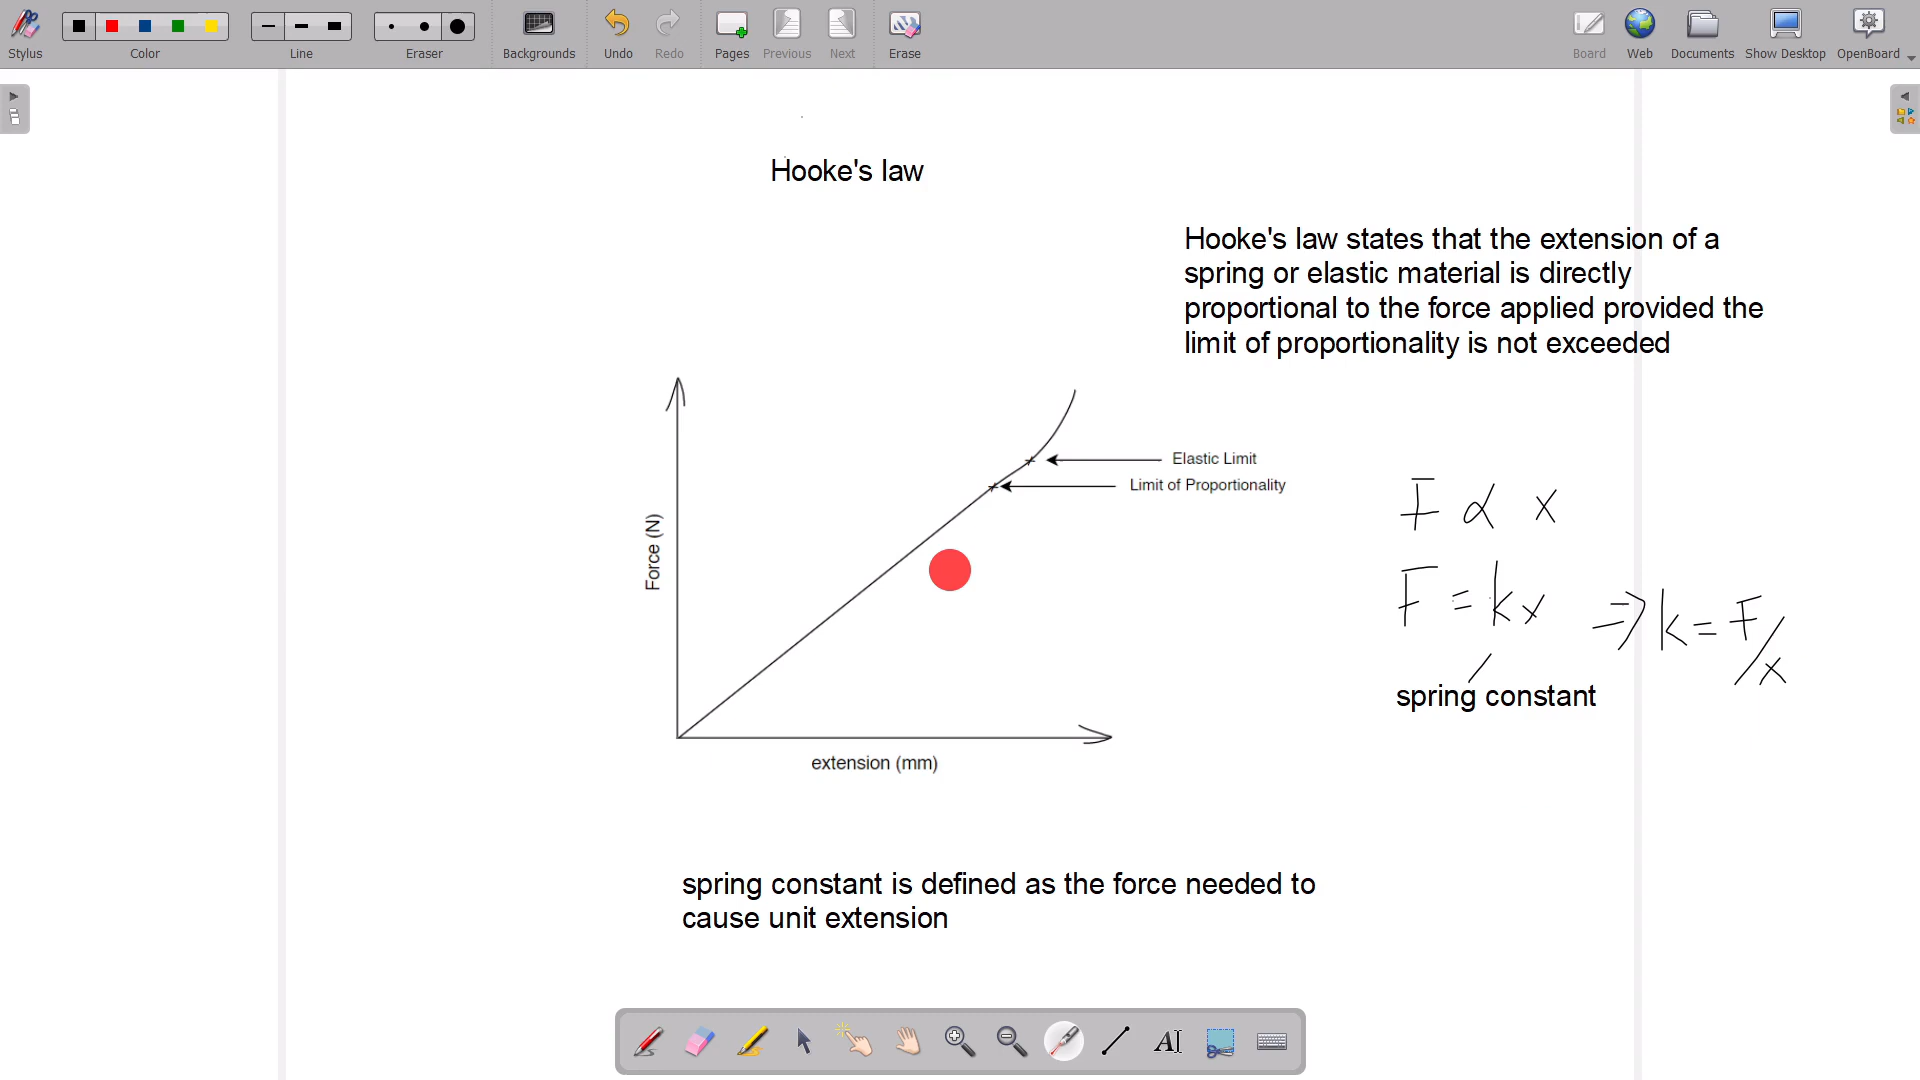 Stylus
Color
Line
Eraser
Backgrounds
Undo
Redo
Pages
Previous
Next
Erase
Board
Web
Documents
Show Desktop
OpenBoard
Hooke's law
Hooke's law states that the extension of a
spring or elastic material is directly
proportional to the force applied provided the
limit of proportionality is not exceeded
Elastic Limit
Limit of Proportionality
Force (N)
extension (mm)
F α x
F = kx ⇒ k = F/x
spring constant
spring constant is defined as the force needed to
cause unit extension
AI